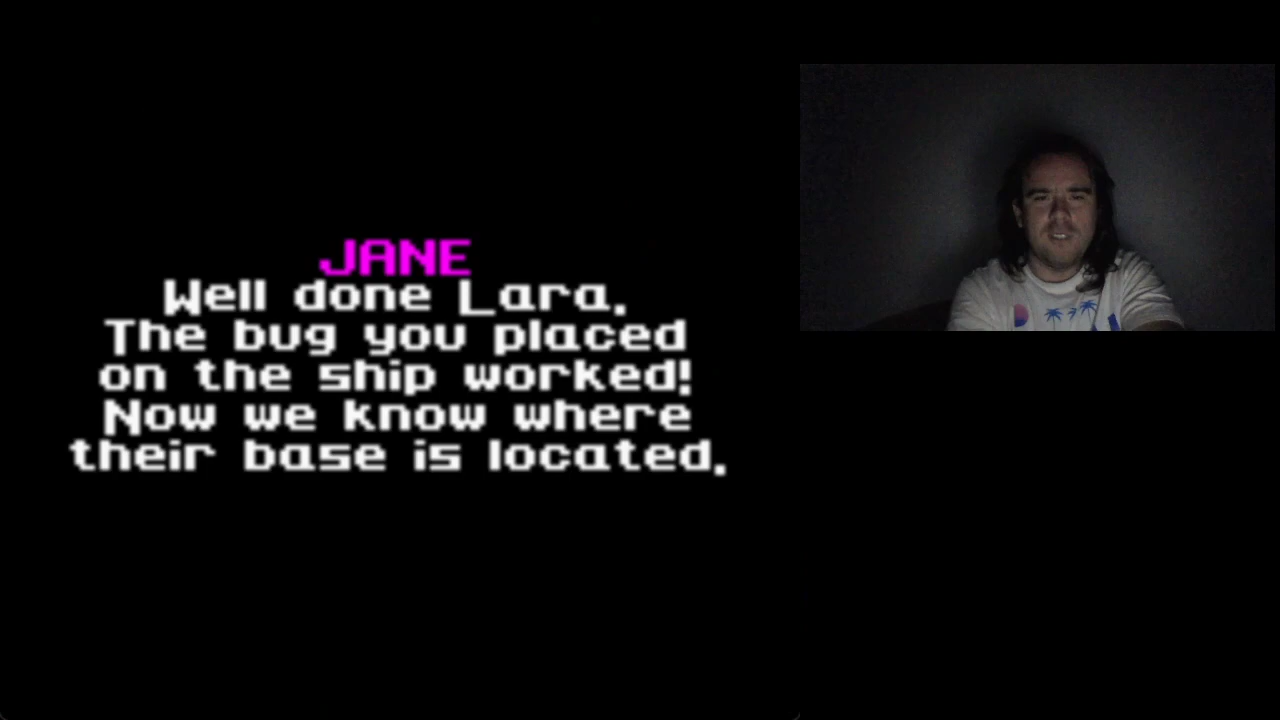 JANE
Well done Lara.
The bug you placed
on the ship worked!
Now we know where
their base is located.